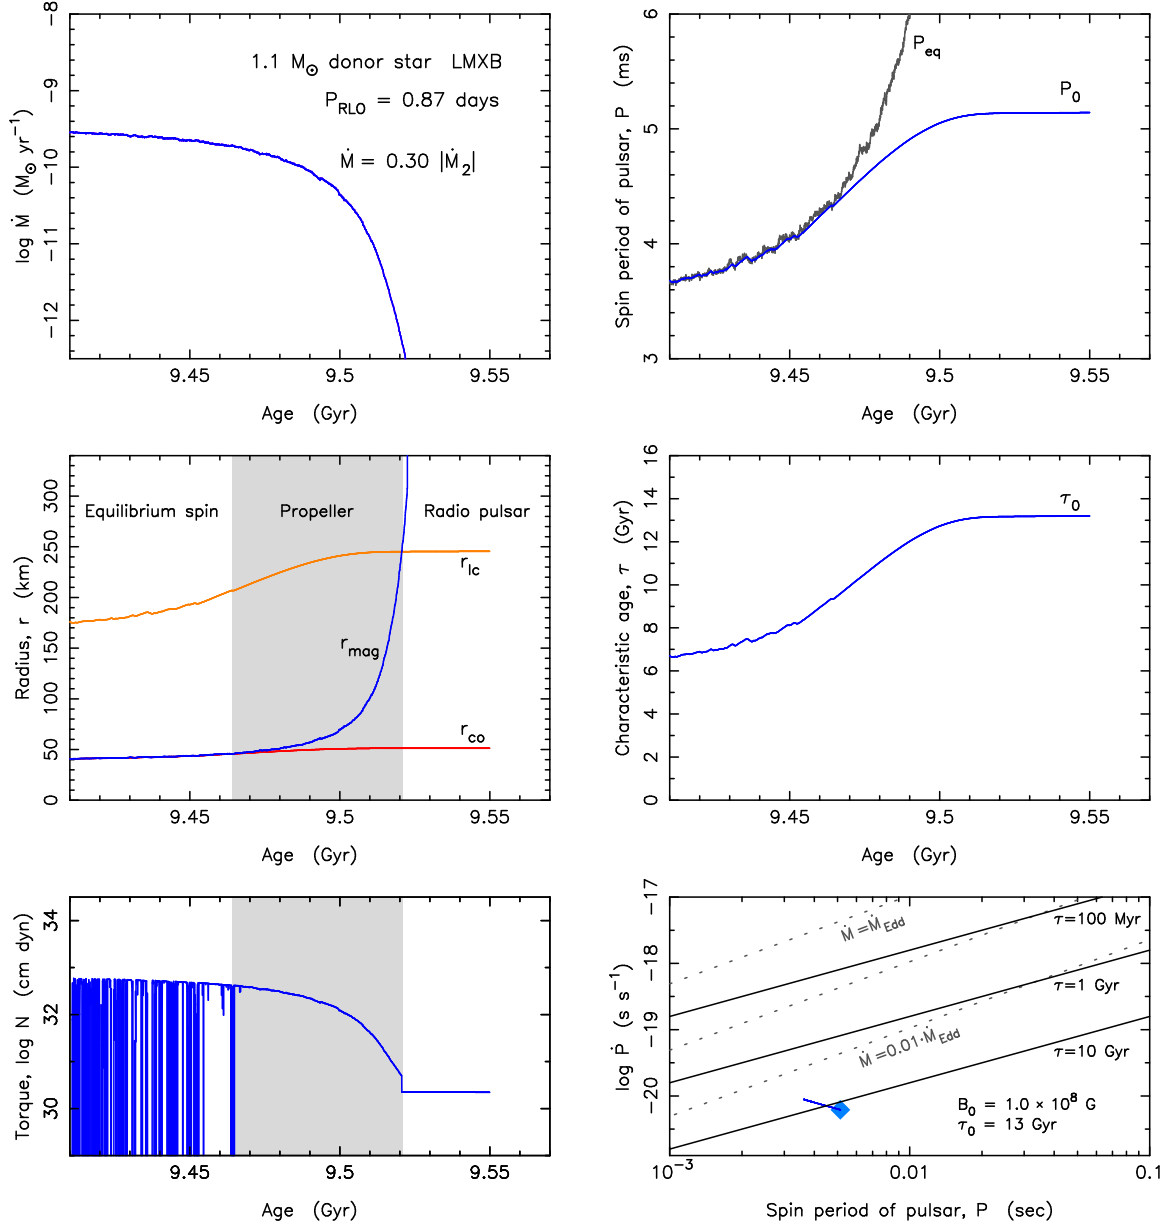 1.1 M⊙ donor star LMXB
P_RLO = 0.87 days
Ṁ = 0.30 |Ṁ₂|
log Ṁ (M⊙ yr⁻¹)
−8
−9
−10
−11
−12
9.45 9.5 9.55
Age (Gyr)
P_eq
P₀
Spin period of pulsar, P (ms)
6
5
4
3
9.45 9.5 9.55
Age (Gyr)
Equilibrium spin Propeller Radio pulsar
r_lc
r_mag
r_co
Radius, r (km)
300
250
200
150
100
50
0
9.45 9.5 9.55
Age (Gyr)
τ₀
Characteristic age, τ (Gyr)
16
14
12
10
8
6
4
2
0
9.45 9.5 9.55
Age (Gyr)
Torque, log N (cm dyn)
34
32
30
9.45 9.5 9.55
Age (Gyr)
Ṁ=Ṁ_Edd
τ=100 Myr
τ=1 Gyr
Ṁ=0.01·Ṁ_Edd
τ=10 Gyr
B₀ = 1.0 × 10⁸ G
τ₀ = 13 Gyr
log Ṗ (s s⁻¹)
−17
−18
−19
−20
10⁻³ 0.01 0.1
Spin period of pulsar, P (sec)